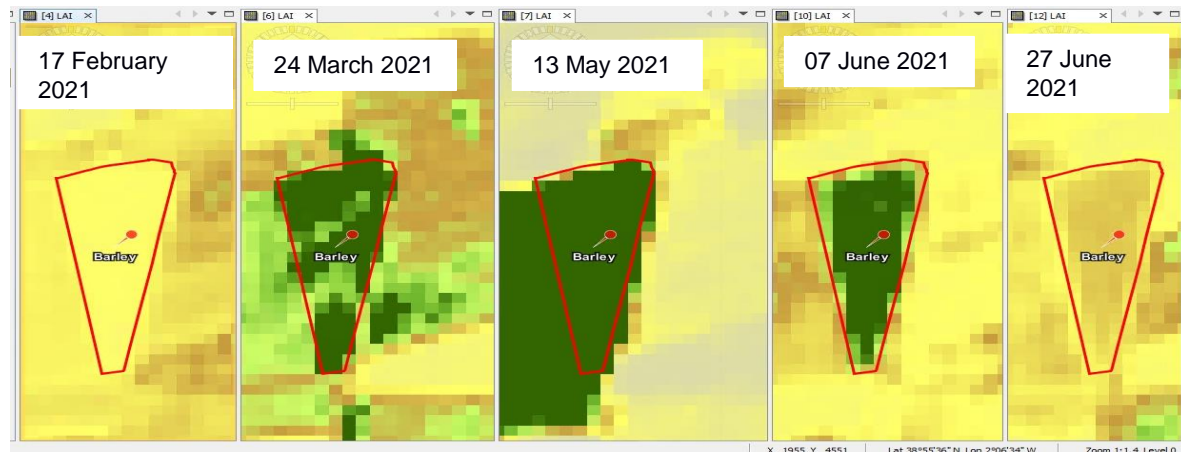 [4] LAI
[6] LAI
[7] LAI
[10] LAI
[12] LAI
17 February
2021
24 March 2021
13 May 2021
07 June 2021
27 June
2021
Barley
Barley
Barley
Barley
Barley
X 1955 Y 4551 Lat 38°55'36" N Lon 2°06'34" W Zoom 1:1.4 Level 0